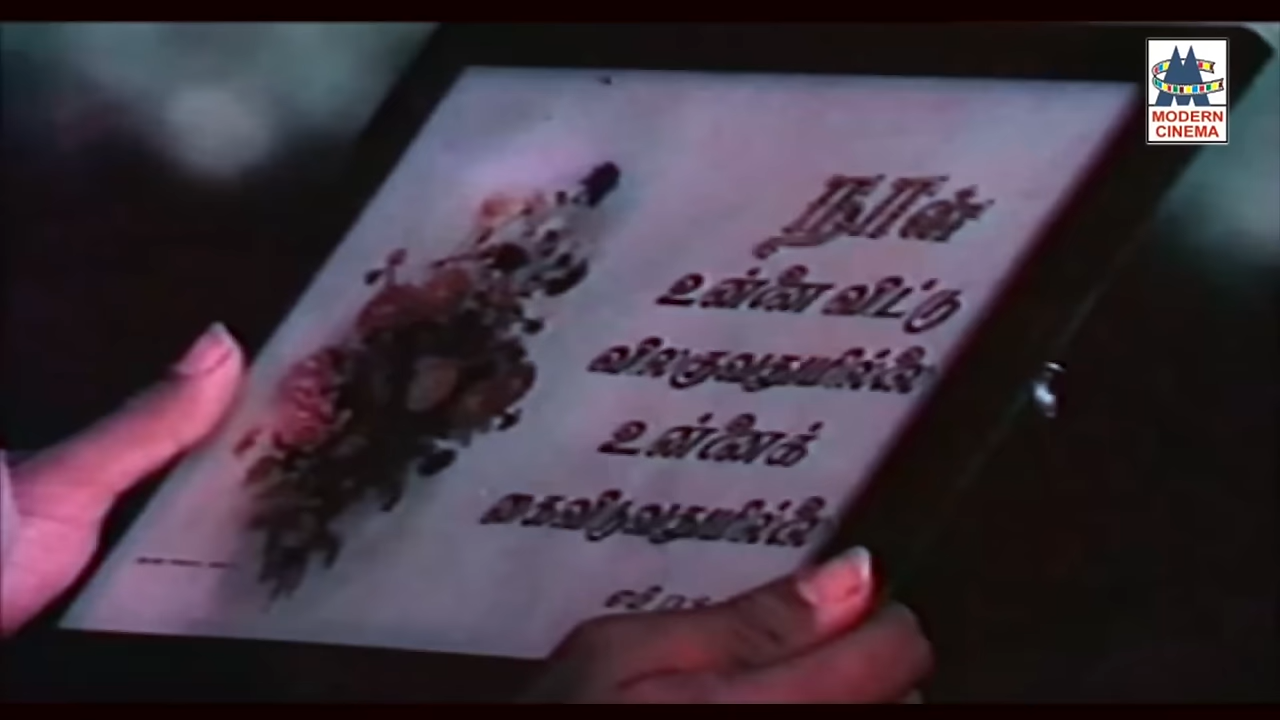 MODERN
CINEMA
நான்
உன்னை விட்டு
விலகுவதுமில்லை
உன்னைக்
கைவிடுவதுமில்லை